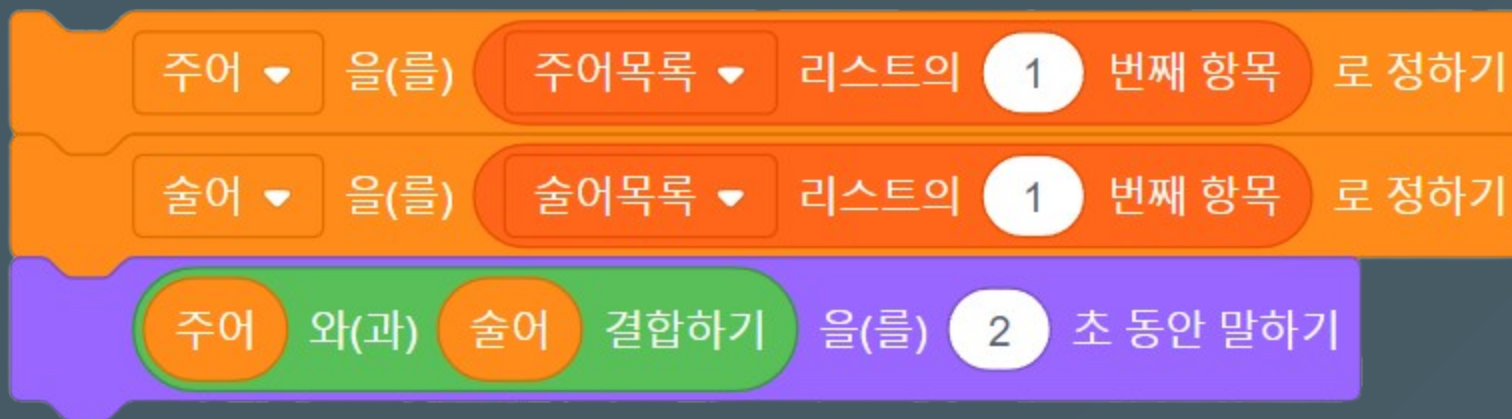 주어 을(를) 주어목록 리스트의 1 번째 항목 로 정하기
술어 을(를) 술어목록 리스트의 1 번째 항목 로 정하기
주어 와(과) 술어 결합하기 을(를) 2 초 동안 말하기